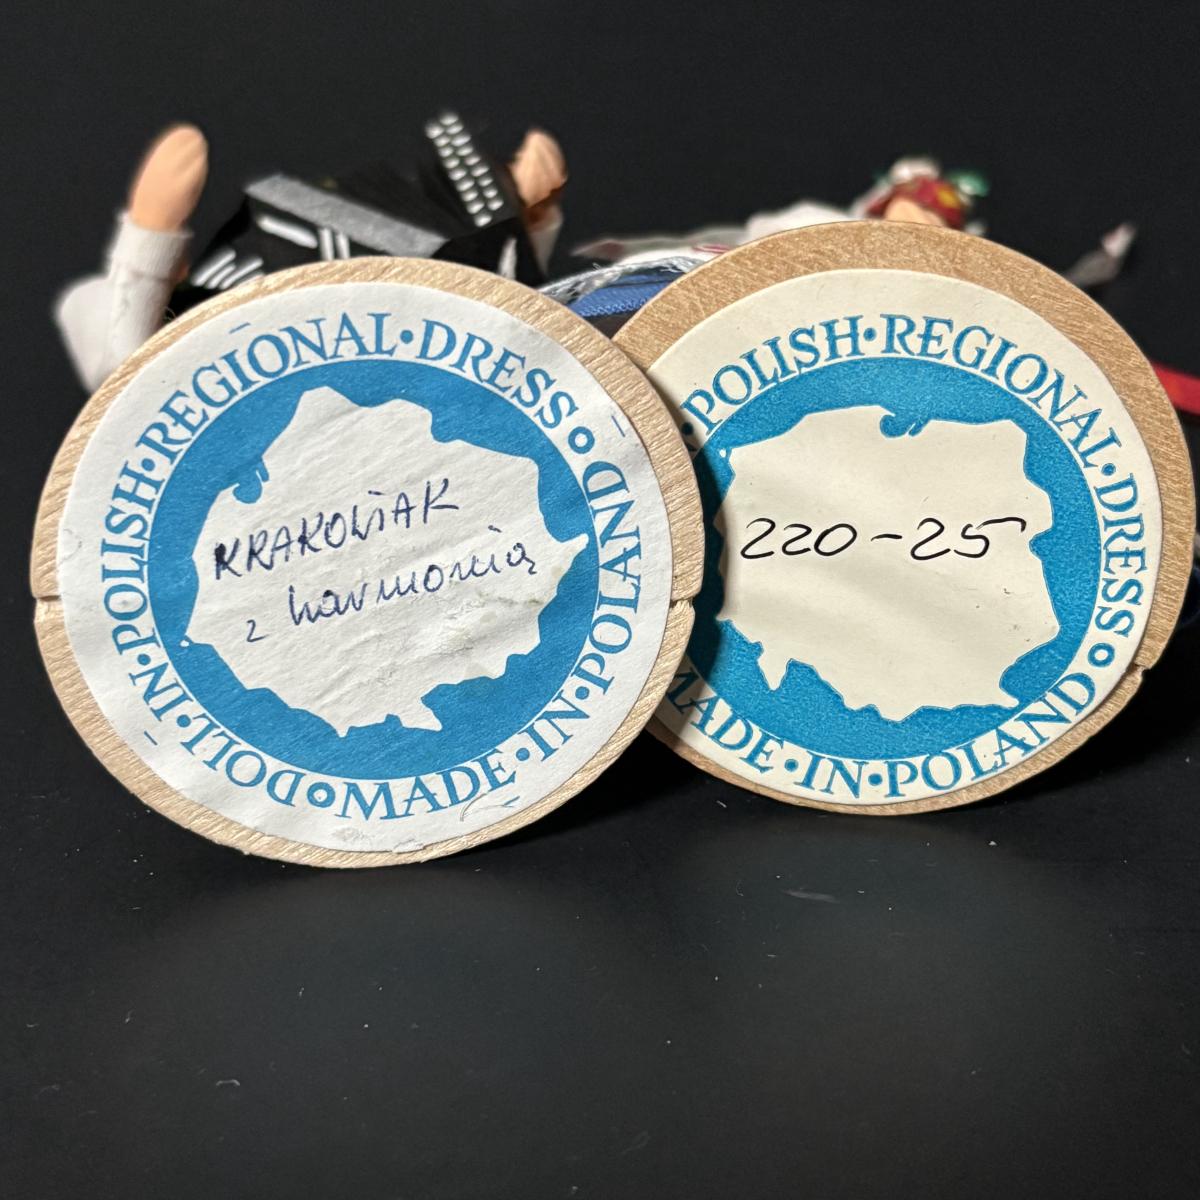 DOLL·IN·POLISH·REGIONAL·DRESS
MADE·IN·POLAND
KRAKOWIAK
z harmonią
·POLISH·REGIONAL·DRESS
MADE·IN·POLAND
220-25